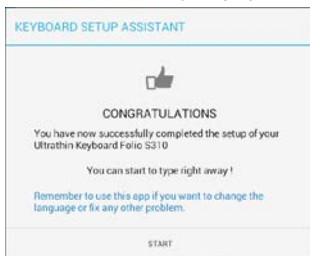 KEYBOARD SETUP ASSISTANT
CONGRATULATIONS
You have now successfully completed the setup of your
Ultrathin Keyboard Folio S310
You can start to type right away !
Remember to use this app if you want to change the
language or fix any other problem.
START